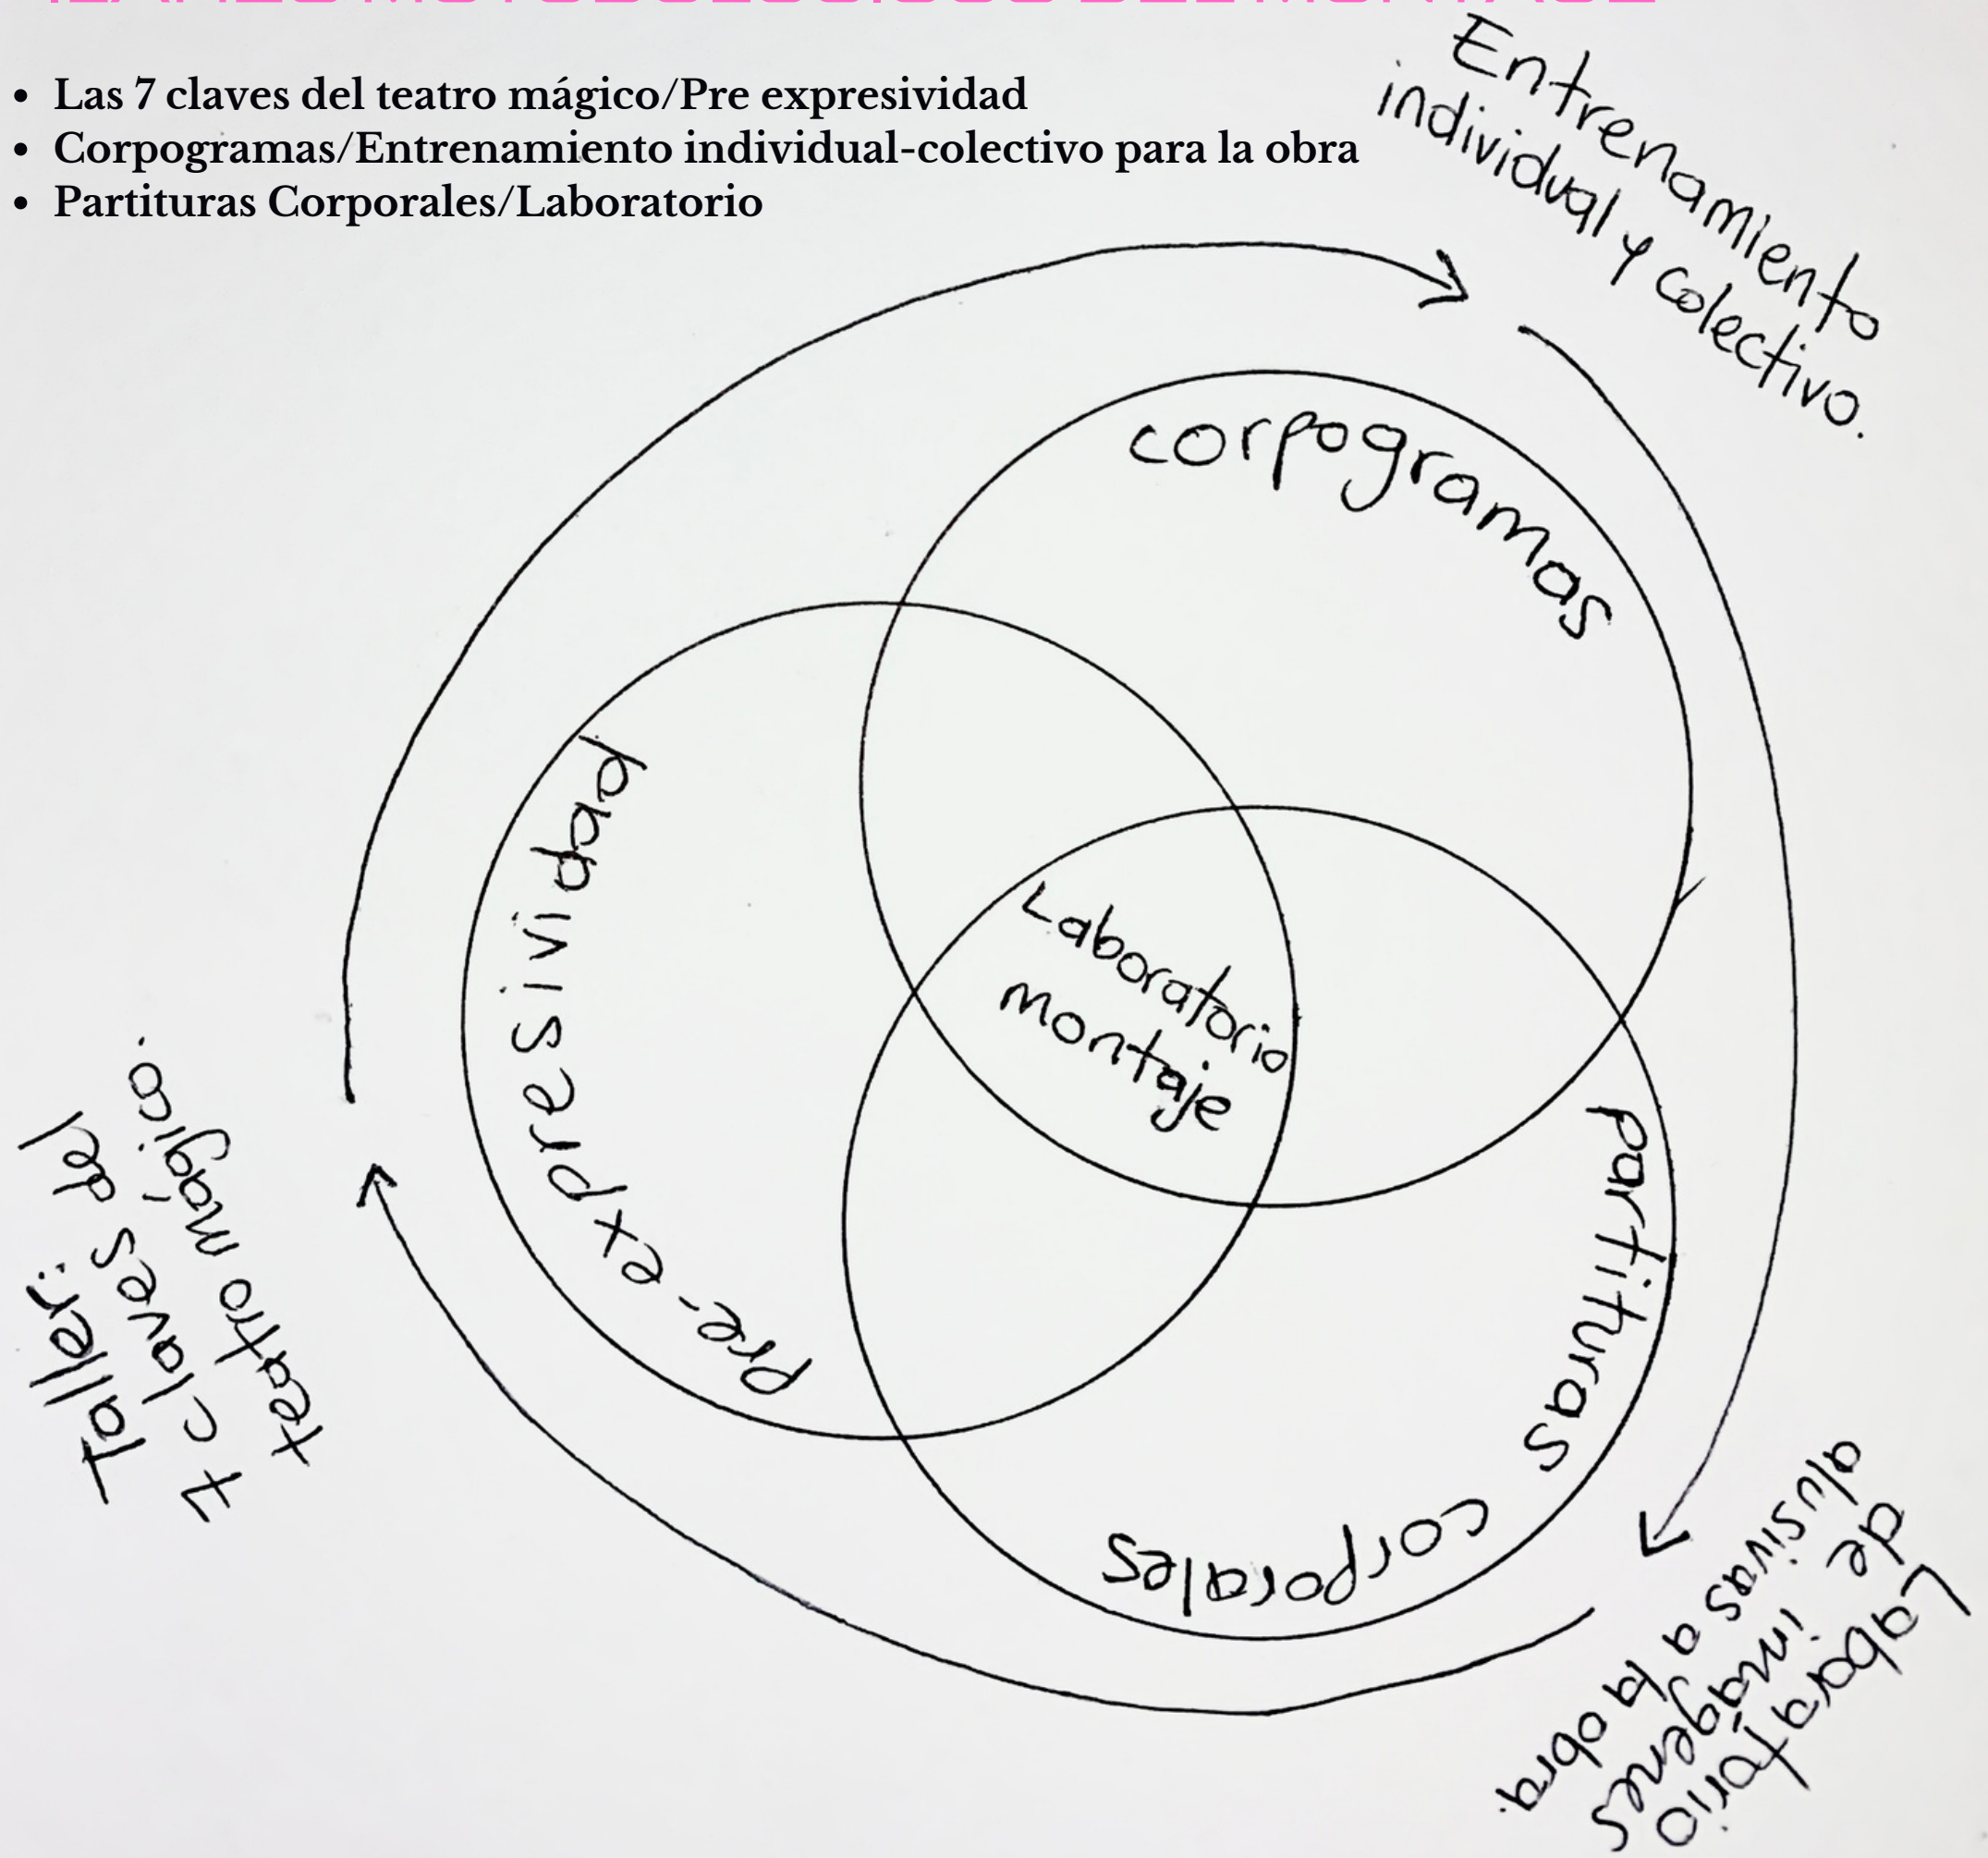 • Las 7 claves del teatro mágico/Pre expresividad
• Corpogramas/Entrenamiento individual-colectivo para la obra
• Partituras Corporales/Laboratorio
Entrenamiento
individual y colectivo.
corpogramas
Pre-expresividad
Laboratorio
montaje
partituras
corporales
Taller:
7 claves del
teatro mágico.
Laboratorio
de imágenes
alusivas a la obra.